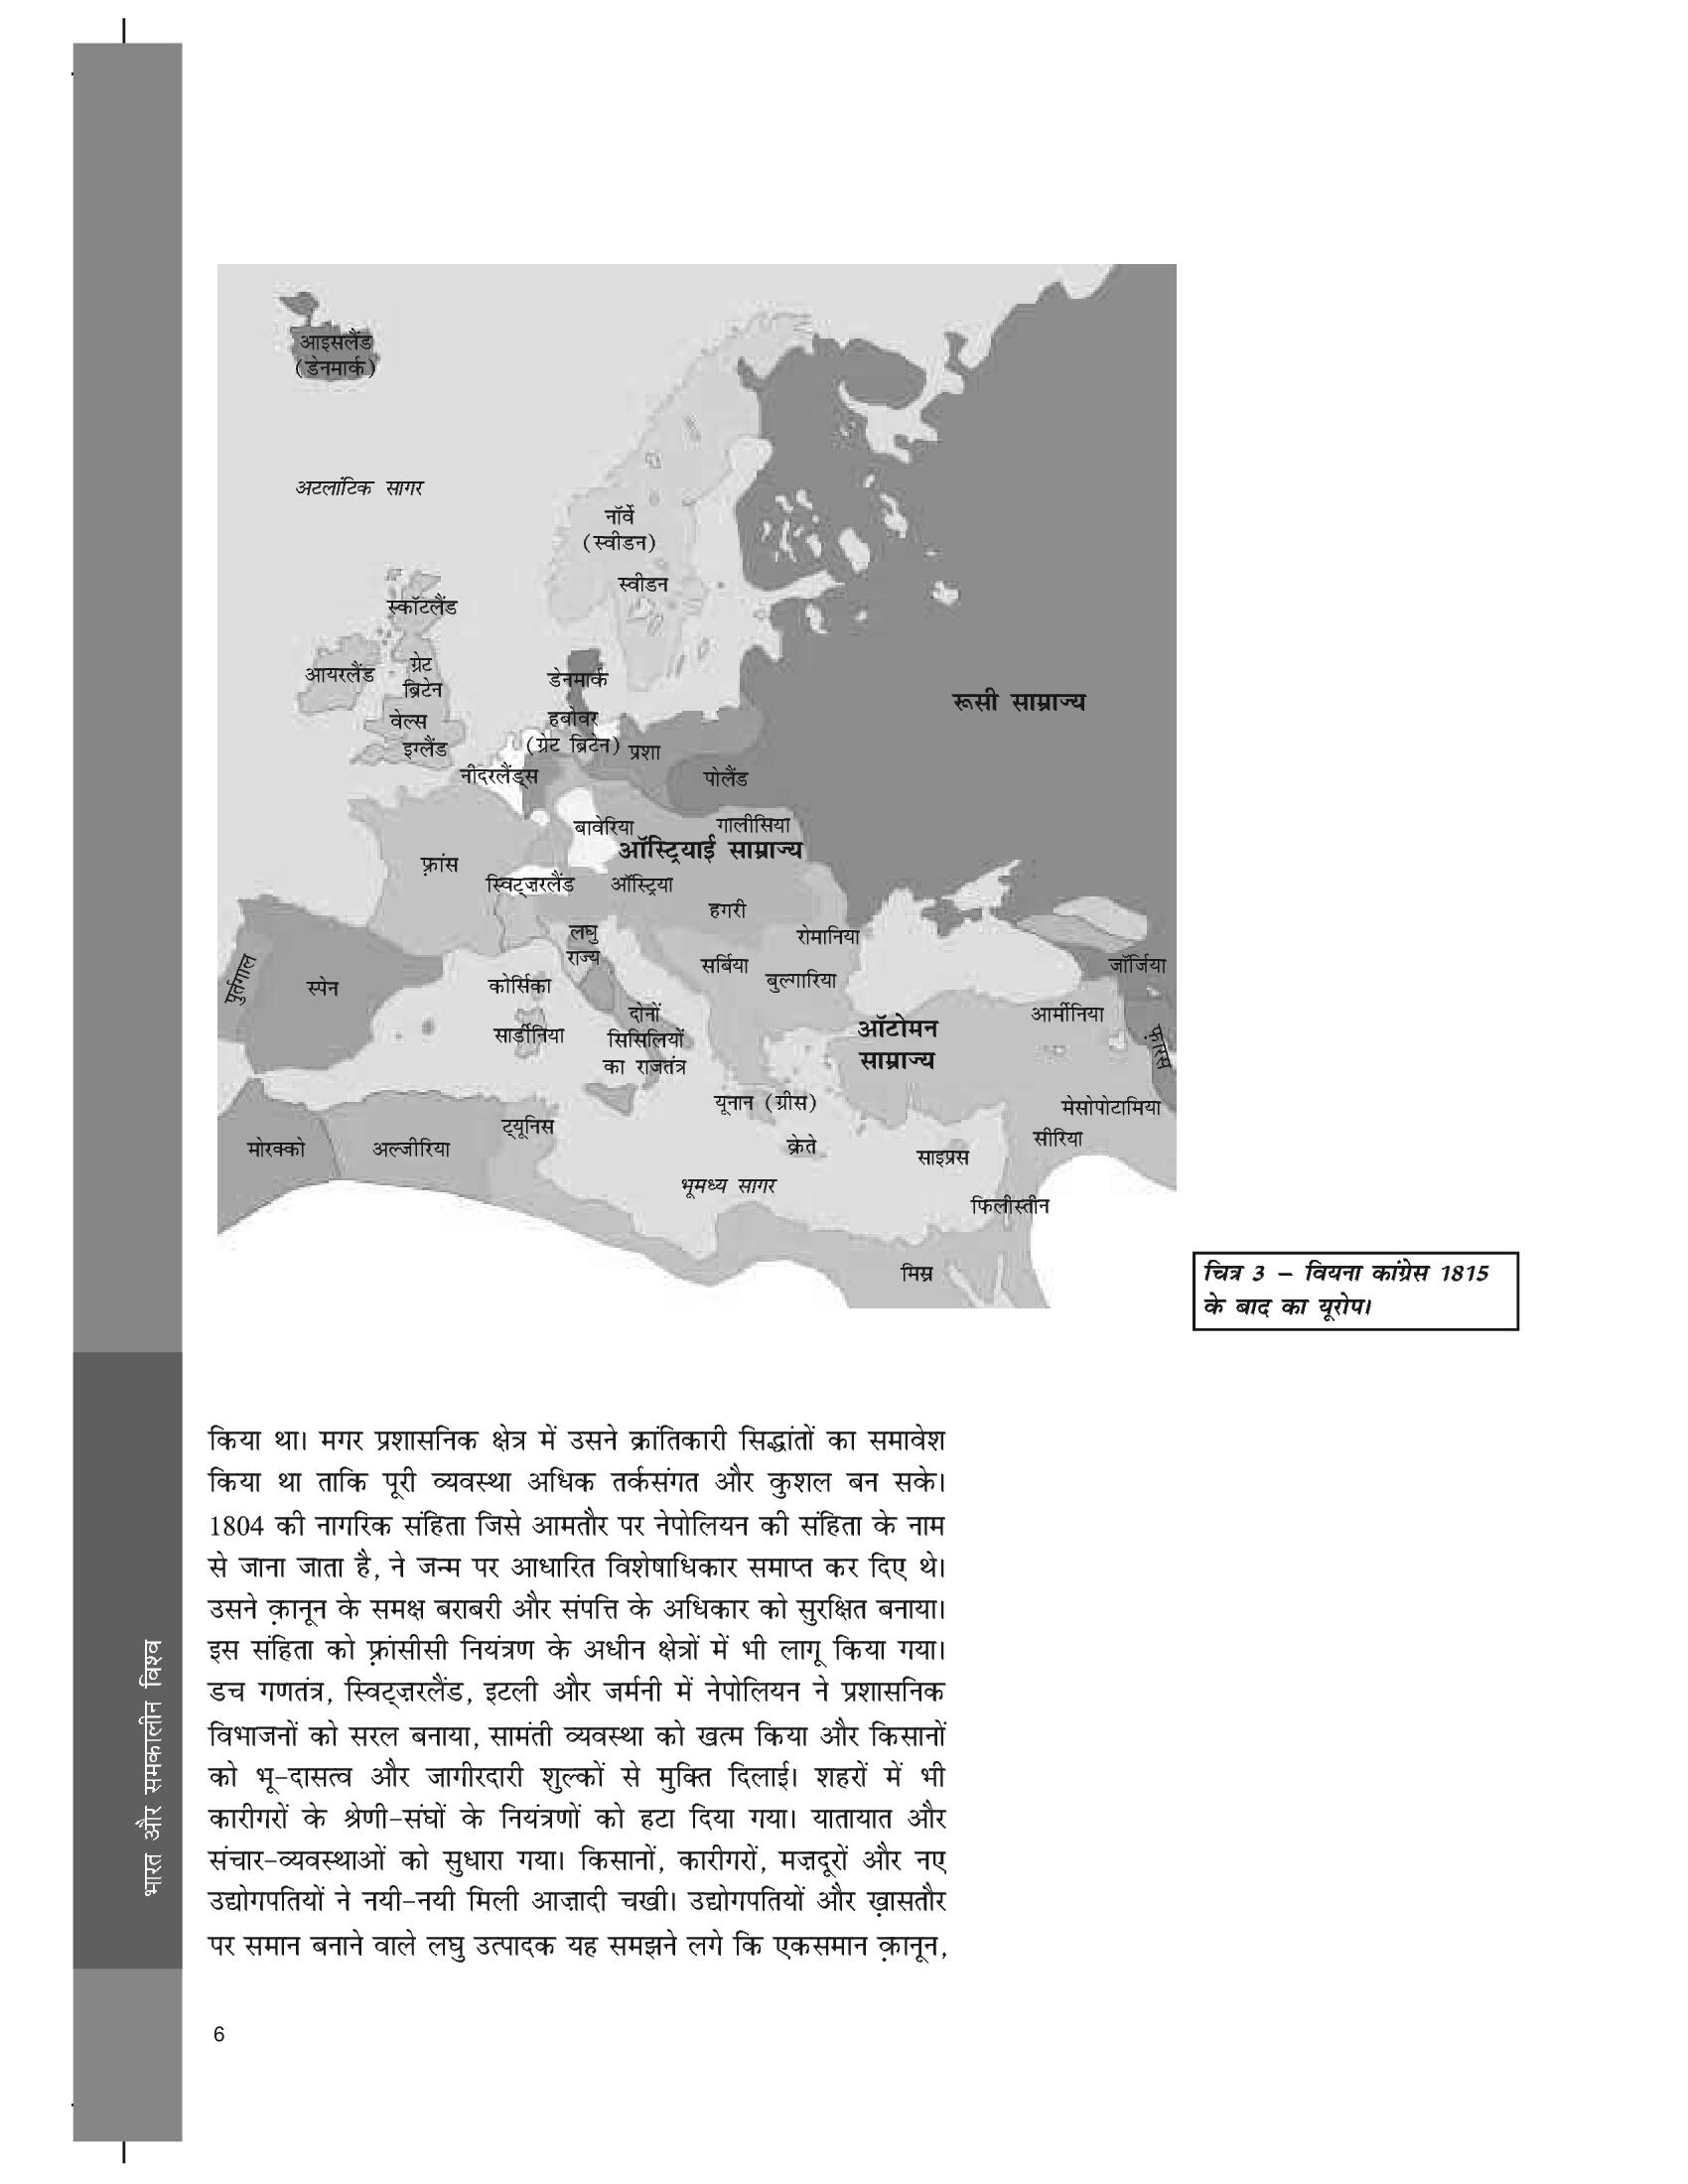 आइसलैंड
(डेनमार्क)
अटलांटिक सागर
नॉर्वे
(स्वीडन)
स्वीडन
स्कॉटलैंड
आयरलैंड
ग्रेट
ब्रिटेन
वेल्स
इग्लैंड
डेनमार्क
हबोवर
(ग्रेट ब्रिटेन)
प्रशा
रूसी साम्राज्य
नीदरलैंड्स
पोलैंड
बावेरिया
गालीसिया
ऑस्ट्रियाई साम्राज्य
फ़्रांस
स्विट्ज़रलैंड
ऑस्ट्रिया
हगरी
लघु
राज्य
रोमानिया
सर्बिया
बुल्गारिया
जॉर्जिया
पुर्तगाल
स्पेन
कोर्सिका
सार्डीनिया
दोनों
सिसिलियों
का राजतंत्र
आर्मीनिया
ऑटोमन
साम्राज्य
फ़ारस
यूनान (ग्रीस)
मेसोपोटामिया
मोरक्को
अल्जीरिया
ट्यूनिस
क्रेते
साइप्रस
सीरिया
भूमध्य सागर
फिलीस्तीन
मिस्र
चित्र 3 – वियना कांग्रेस 1815
के बाद का यूरोप।
किया था। मगर प्रशासनिक क्षेत्र में उसने क्रांतिकारी सिद्धांतों का समावेश
किया था ताकि पूरी व्यवस्था अधिक तर्कसंगत और कुशल बन सके।
1804 की नागरिक संहिता जिसे आमतौर पर नेपोलियन की संहिता के नाम
से जाना जाता है, ने जन्म पर आधारित विशेषाधिकार समाप्त कर दिए थे।
उसने क़ानून के समक्ष बराबरी और संपत्ति के अधिकार को सुरक्षित बनाया।
इस संहिता को फ़्रांसीसी नियंत्रण के अधीन क्षेत्रों में भी लागू किया गया।
डच गणतंत्र, स्विट्ज़रलैंड, इटली और जर्मनी में नेपोलियन ने प्रशासनिक
विभाजनों को सरल बनाया, सामंती व्यवस्था को खत्म किया और किसानों
को भू-दासत्व और जागीरदारी शुल्कों से मुक्ति दिलाई। शहरों में भी
कारीगरों के श्रेणी-संघों के नियंत्रणों को हटा दिया गया। यातायात और
संचार-व्यवस्थाओं को सुधारा गया। किसानों, कारीगरों, मज़दूरों और नए
उद्योगपतियों ने नयी-नयी मिली आज़ादी चखी। उद्योगपतियों और ख़ासतौर
पर समान बनाने वाले लघु उत्पादक यह समझने लगे कि एकसमान क़ानून,
भारत और समकालीन विश्व
6